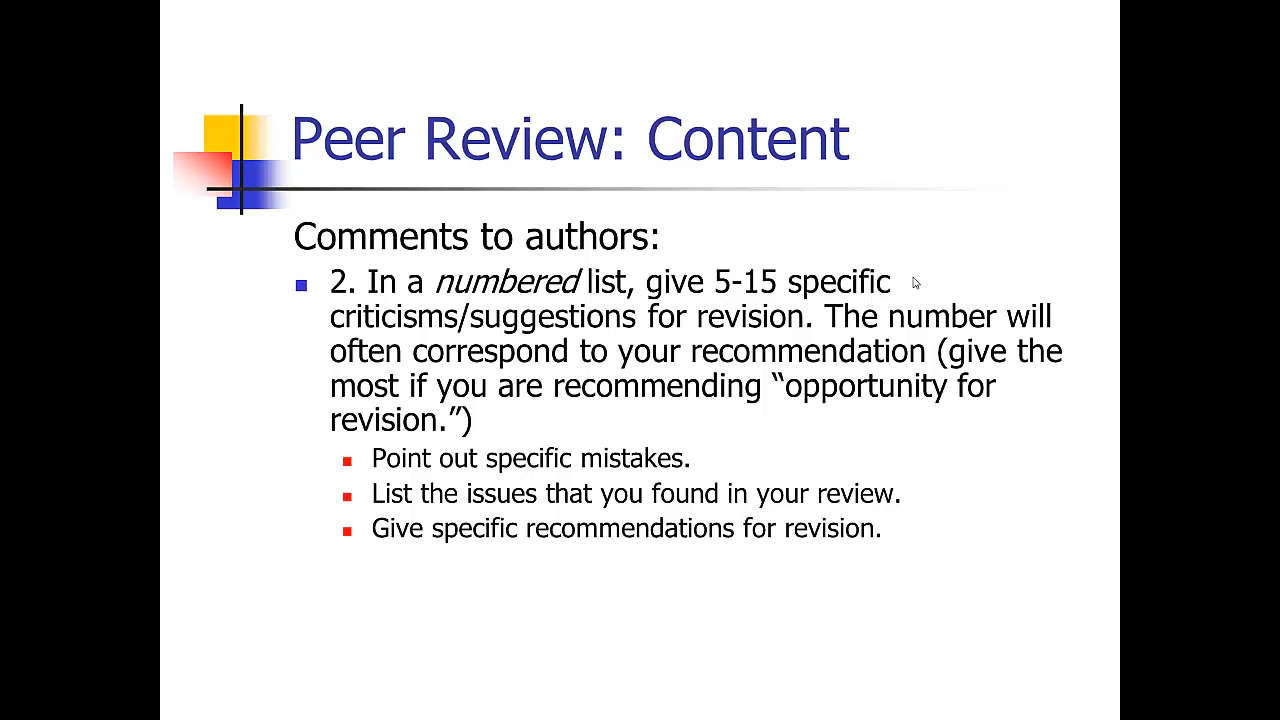 Peer Review: Content
Comments to authors:
2. In a numbered list, give 5-15 specific
criticisms/suggestions for revision. The number will
often correspond to your recommendation (give the
most if you are recommending “opportunity for
revision.”)
Point out specific mistakes.
List the issues that you found in your review.
Give specific recommendations for revision.